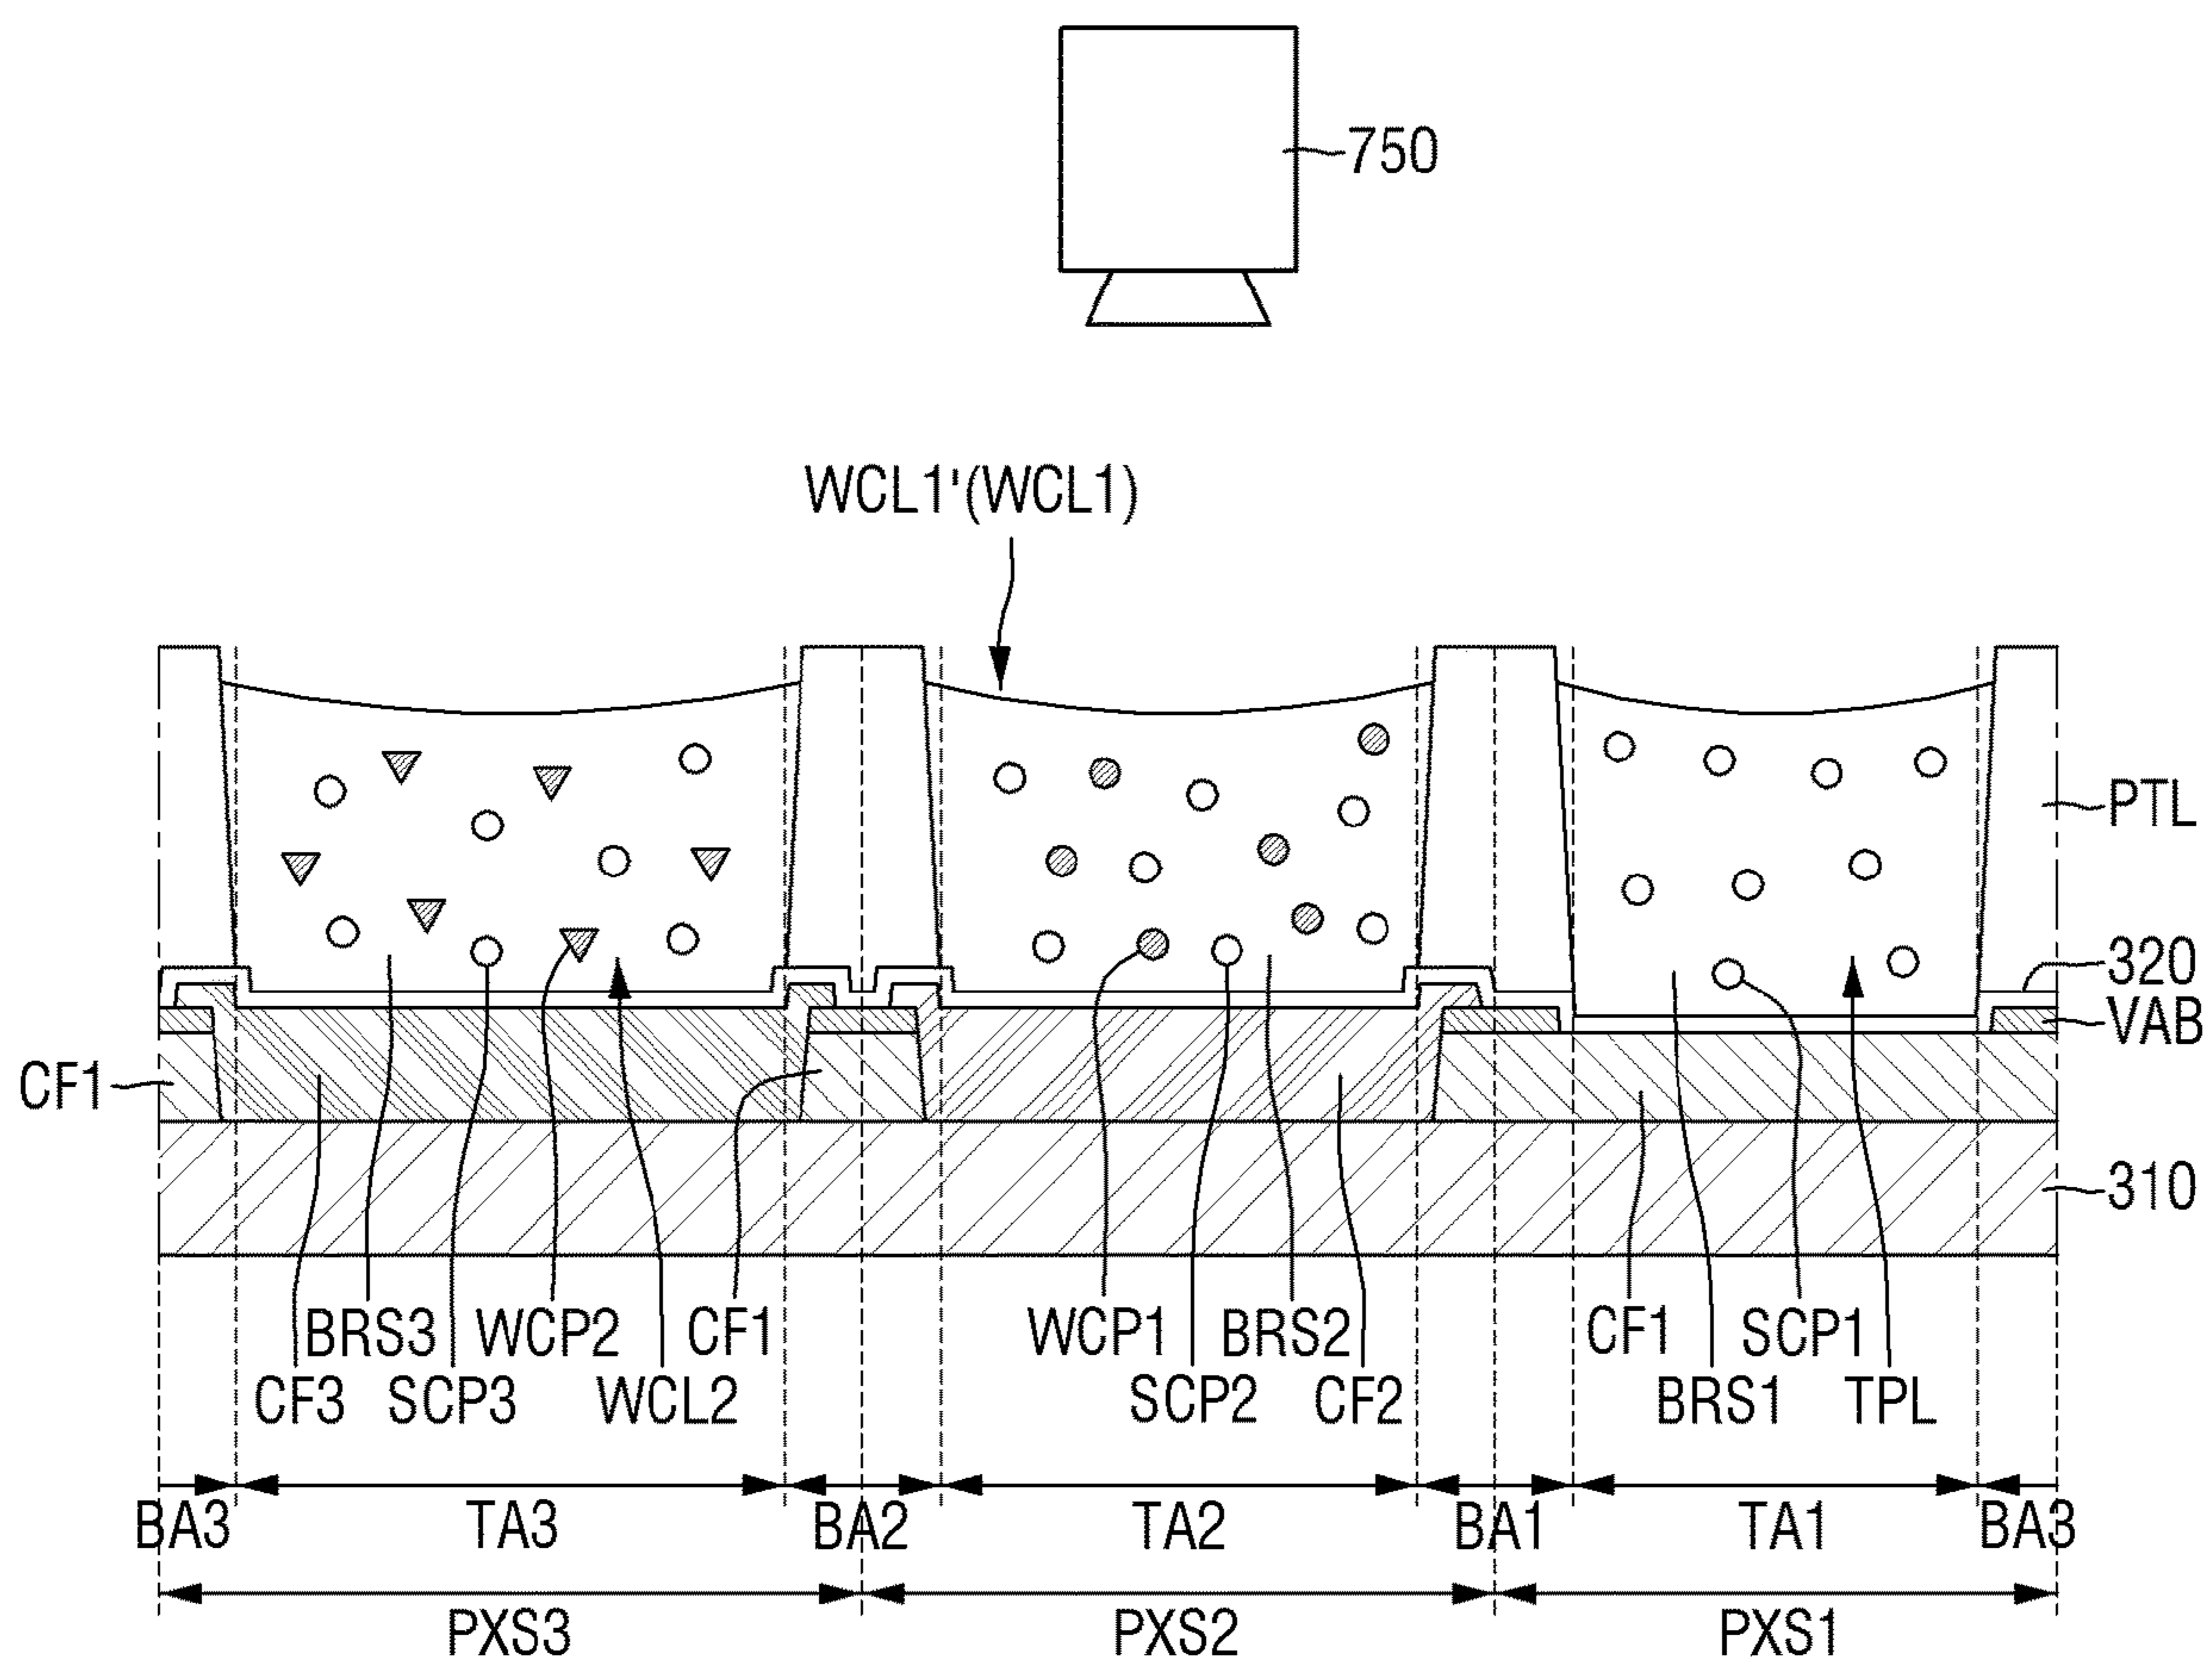 750
WCL1'(WCL1)
PTL
320
VAB
CF1
310
BRS3 WCP2 CF1 WCP1 BRS2 CF1 SCP1
CF3 SCP3 WCL2 SCP2 CF2 BRS1 TPL
BA3 TA3 BA2 TA2 BA1 TA1 BA3
PXS3 PXS2 PXS1